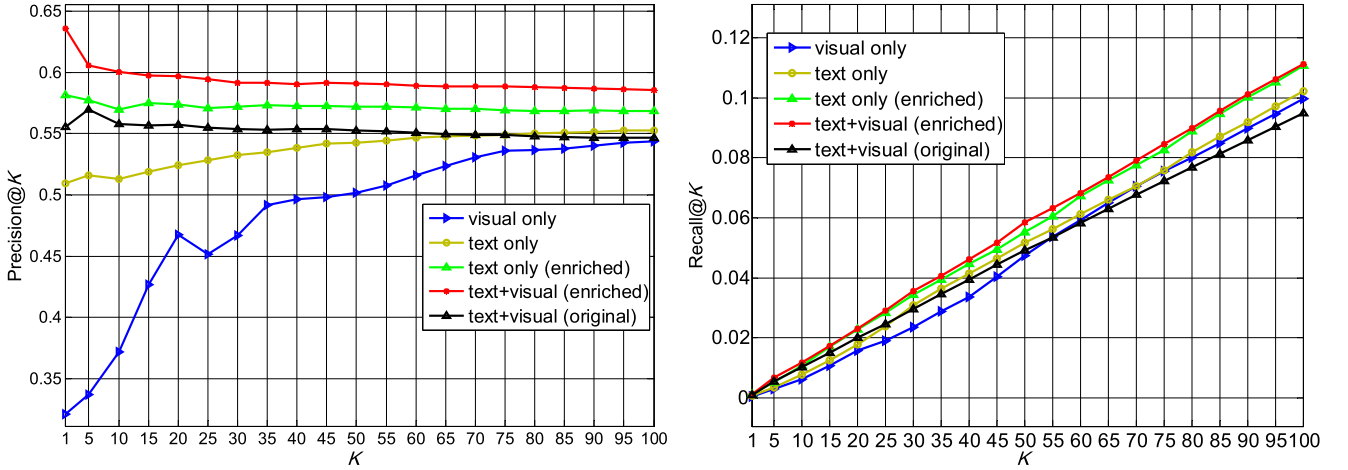 0.65
0.6
0.55
0.5
0.45
0.4
0.35
Precision@K
1 5 10 15 20 25 30 35 40 45 50 55 60 65 70 75 80 85 90 95 100
K
visual only
text only
text only (enriched)
text+visual (enriched)
text+visual (original)
0.12
0.1
0.08
0.06
0.04
0.02
0
Recall@K
1 5 10 15 20 25 30 35 40 45 50 55 60 65 70 75 80 85 90 95 100
K
visual only
text only
text only (enriched)
text+visual (enriched)
text+visual (original)